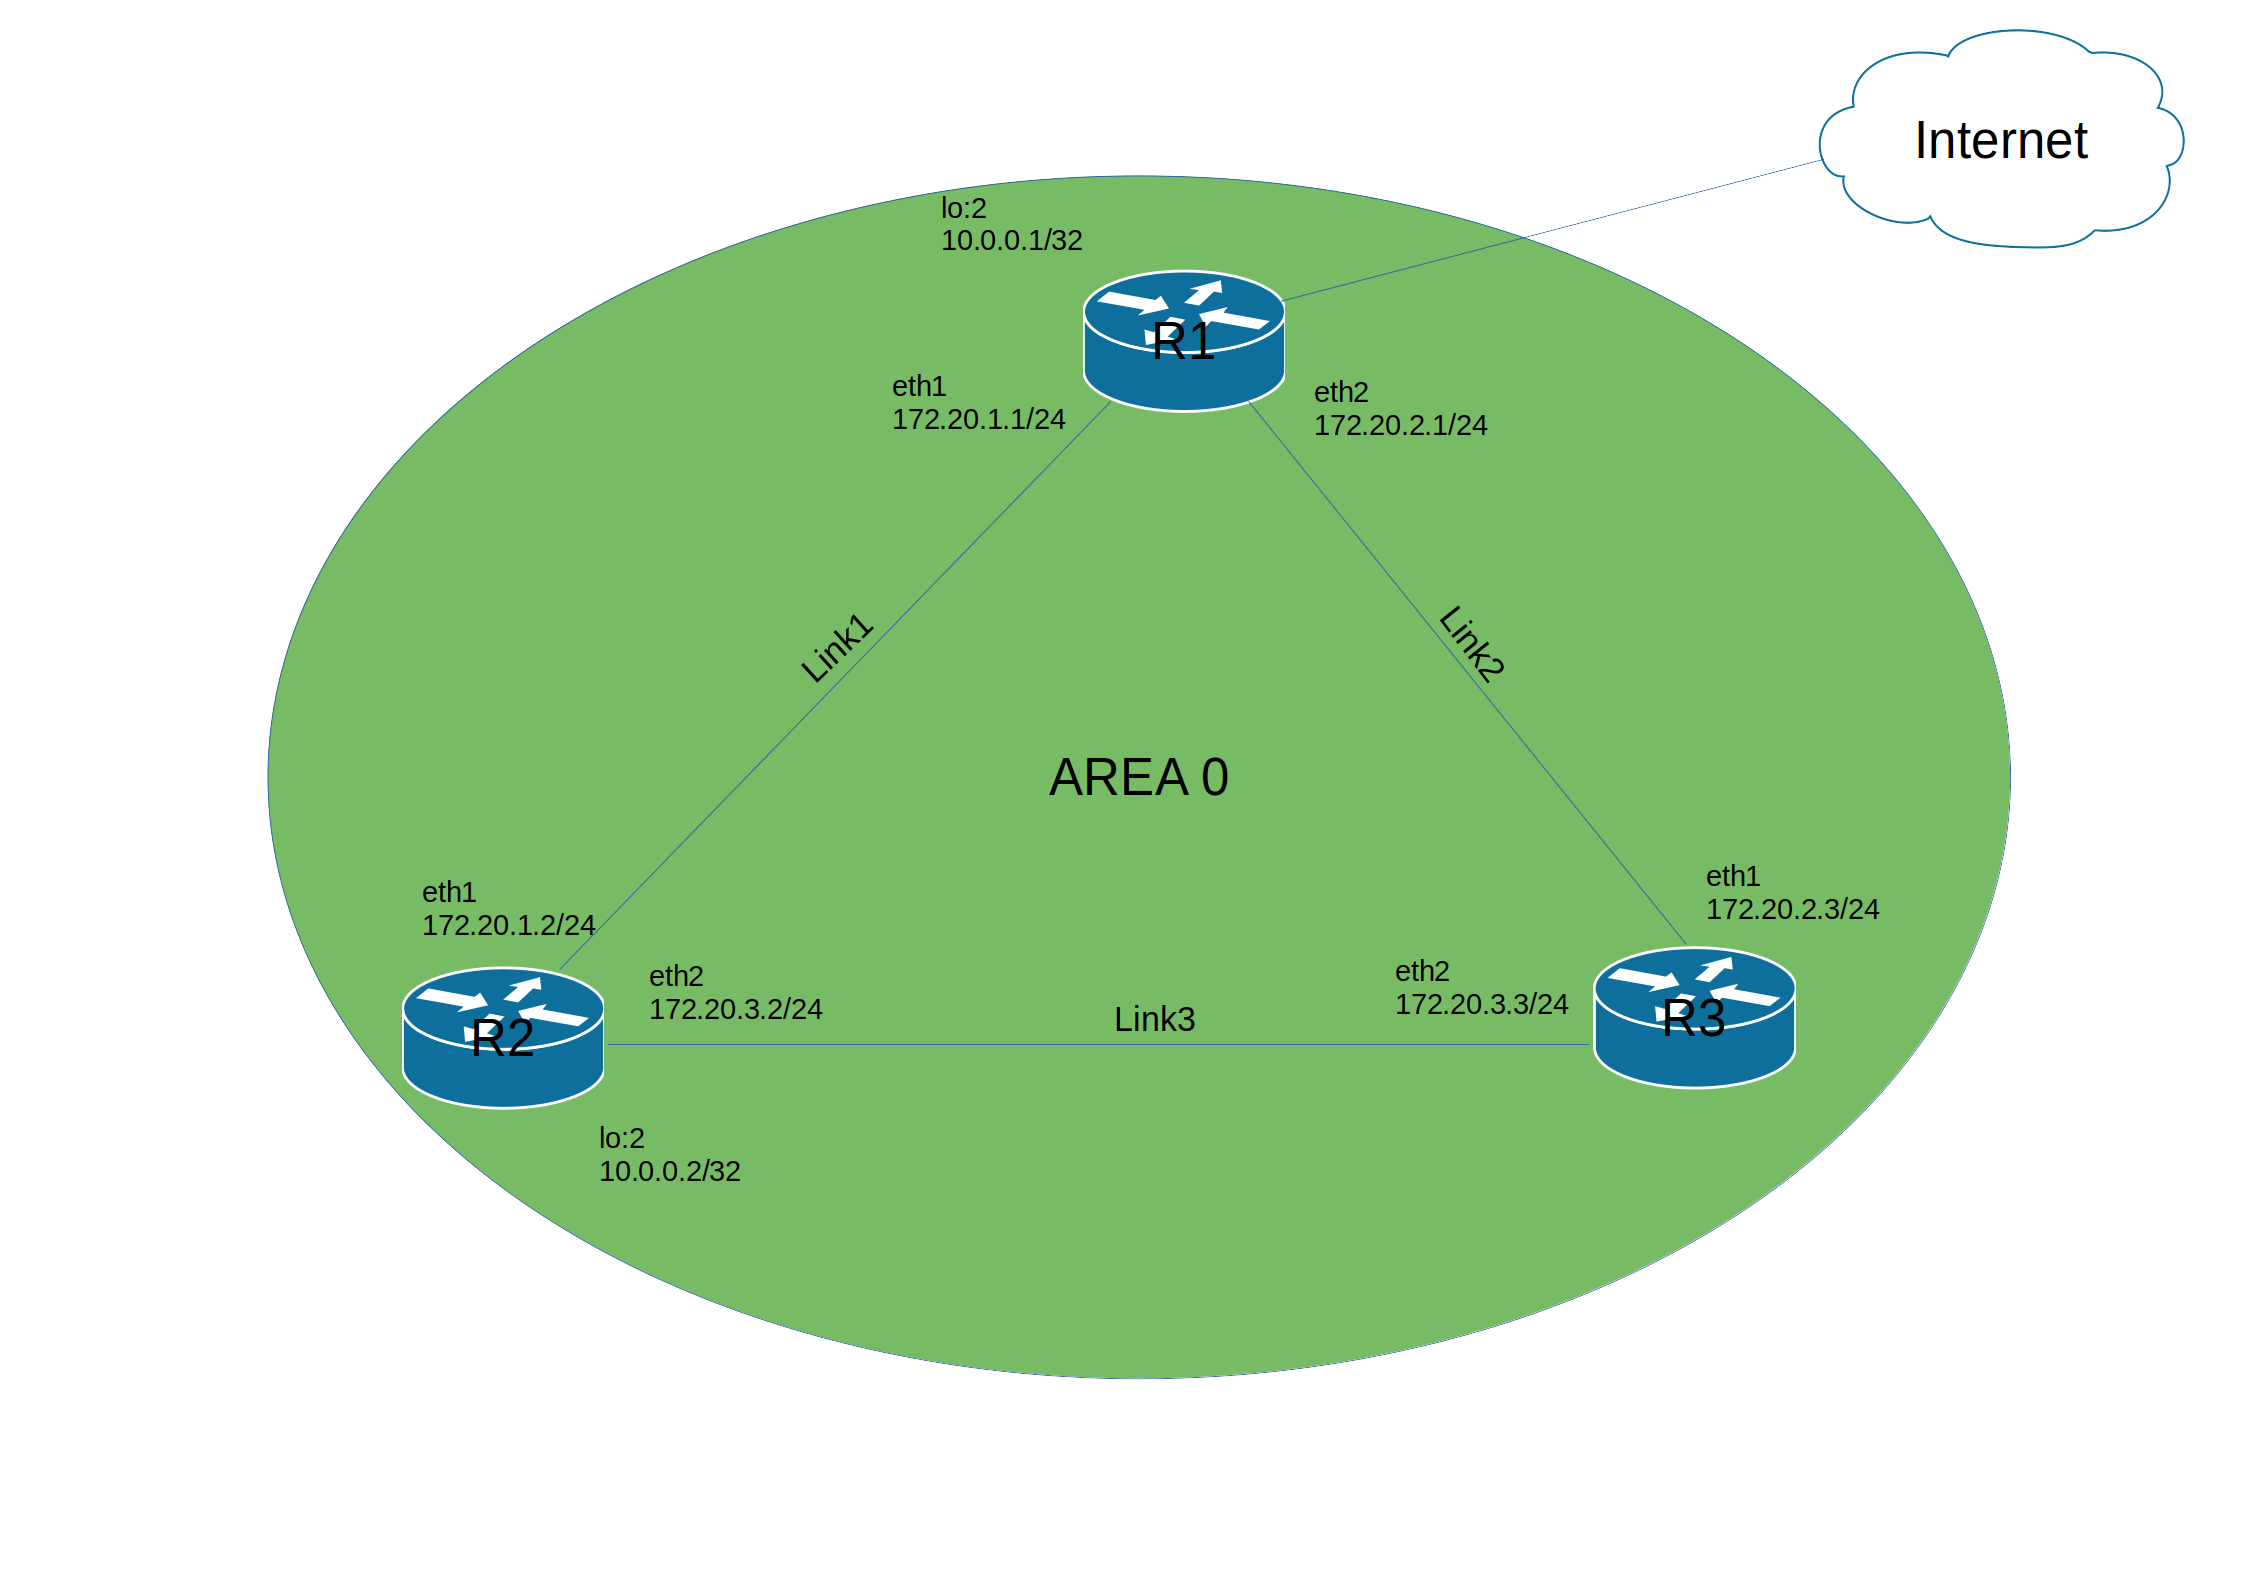 Internet
lo:2
10.0.0.1/32
R1
eth1
172.20.1.1/24
eth2
172.20.2.1/24
Link1
Link2
AREA 0
eth1
172.20.1.2/24
eth1
172.20.2.3/24
eth2
172.20.3.2/24
eth2
172.20.3.3/24
R2
Link3
R3
lo:2
10.0.0.2/32